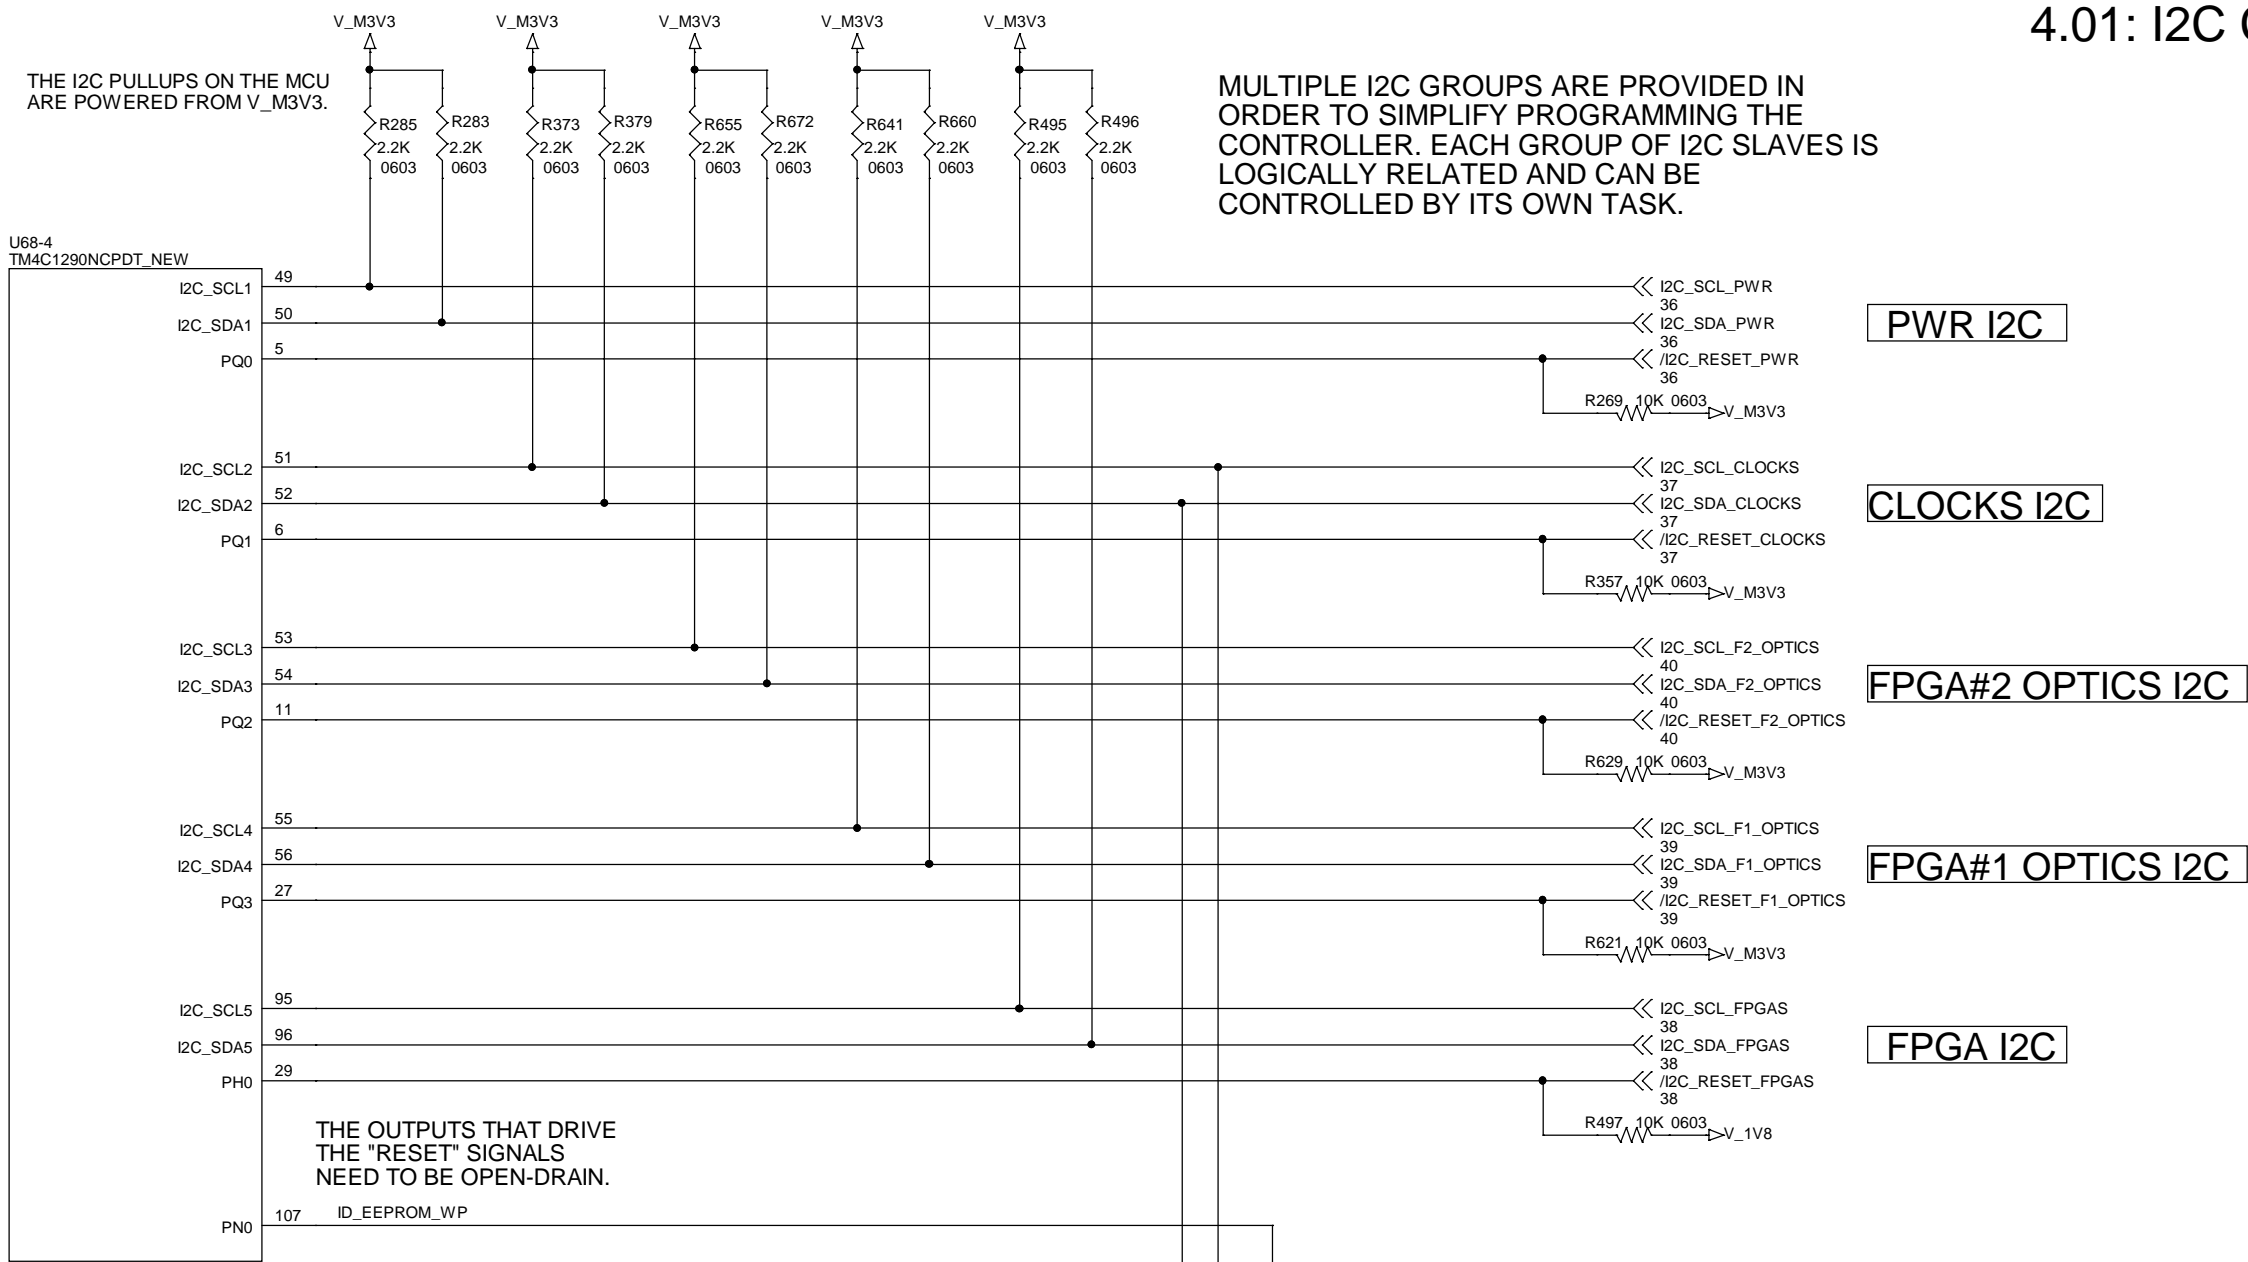 4.01: I2C
V_M3V3
V_M3V3
V_M3V3
V_M3V3
V_M3V3
THE I2C PULLUPS ON THE MCU
ARE POWERED FROM V_M3V3.
MULTIPLE I2C GROUPS ARE PROVIDED IN
ORDER TO SIMPLIFY PROGRAMMING THE
CONTROLLER. EACH GROUP OF I2C SLAVES IS
LOGICALLY RELATED AND CAN BE
CONTROLLED BY ITS OWN TASK.
R285
2.2K
0603
R283
2.2K
0603
R373
2.2K
0603
R379
2.2K
0603
R655
2.2K
0603
R672
2.2K
0603
R641
2.2K
0603
R660
2.2K
0603
R495
2.2K
0603
R496
2.2K
0603
U68-4
TM4C1290NCPDT_NEW
I2C_SCL1 49 I2C_SCL_PWR
36
I2C_SDA1 50 I2C_SDA_PWR
36
PWR I2C
PQ0 5 /I2C_RESET_PWR
36
R269 10K 0603 V_M3V3
I2C_SCL2 51 I2C_SCL_CLOCKS
37
I2C_SDA2 52 I2C_SDA_CLOCKS
37
CLOCKS I2C
PQ1 6 /I2C_RESET_CLOCKS
37
R357 10K 0603 V_M3V3
I2C_SCL3 53 I2C_SCL_F2_OPTICS
40
I2C_SDA3 54 I2C_SDA_F2_OPTICS
40
FPGA#2 OPTICS I2C
PQ2 11 /I2C_RESET_F2_OPTICS
40
R629 10K 0603 V_M3V3
I2C_SCL4 55 I2C_SCL_F1_OPTICS
39
I2C_SDA4 56 I2C_SDA_F1_OPTICS
39
FPGA#1 OPTICS I2C
PQ3 27 /I2C_RESET_F1_OPTICS
39
R621 10K 0603 V_M3V3
I2C_SCL5 95 I2C_SCL_FPGAS
38
I2C_SDA5 96 I2C_SDA_FPGAS
38
FPGA I2C
PH0 29 /I2C_RESET_FPGAS
38
R497 10K 0603 V_1V8
THE OUTPUTS THAT DRIVE
THE "RESET" SIGNALS
NEED TO BE OPEN-DRAIN.
PN0 107 ID_EEPROM_WP